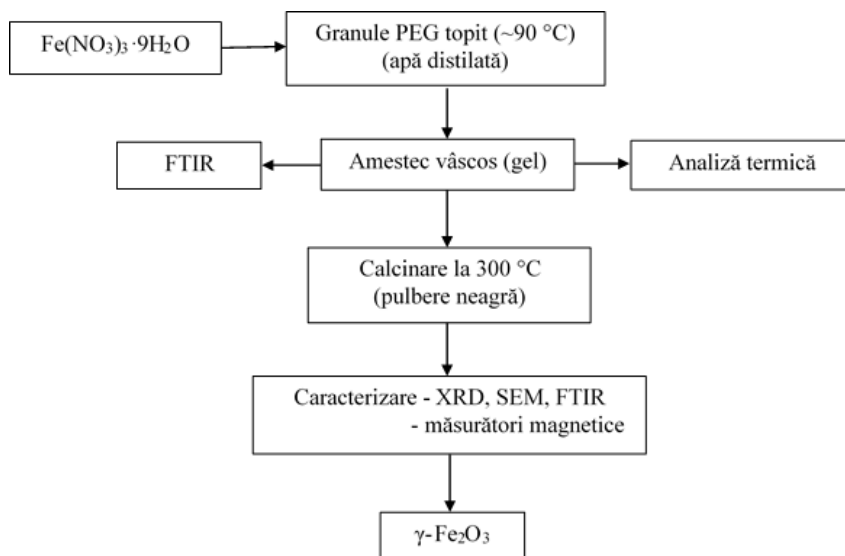 Fe(NO₃)₃·9H₂O
Granule PEG topit (~90 °C)
(apă distilată)
FTIR
Amestec vâscos (gel)
Analiză termică
Calcinare la 300 °C
(pulbere neagră)
Caracterizare - XRD, SEM, FTIR
- măsurători magnetice
γ-Fe₂O₃